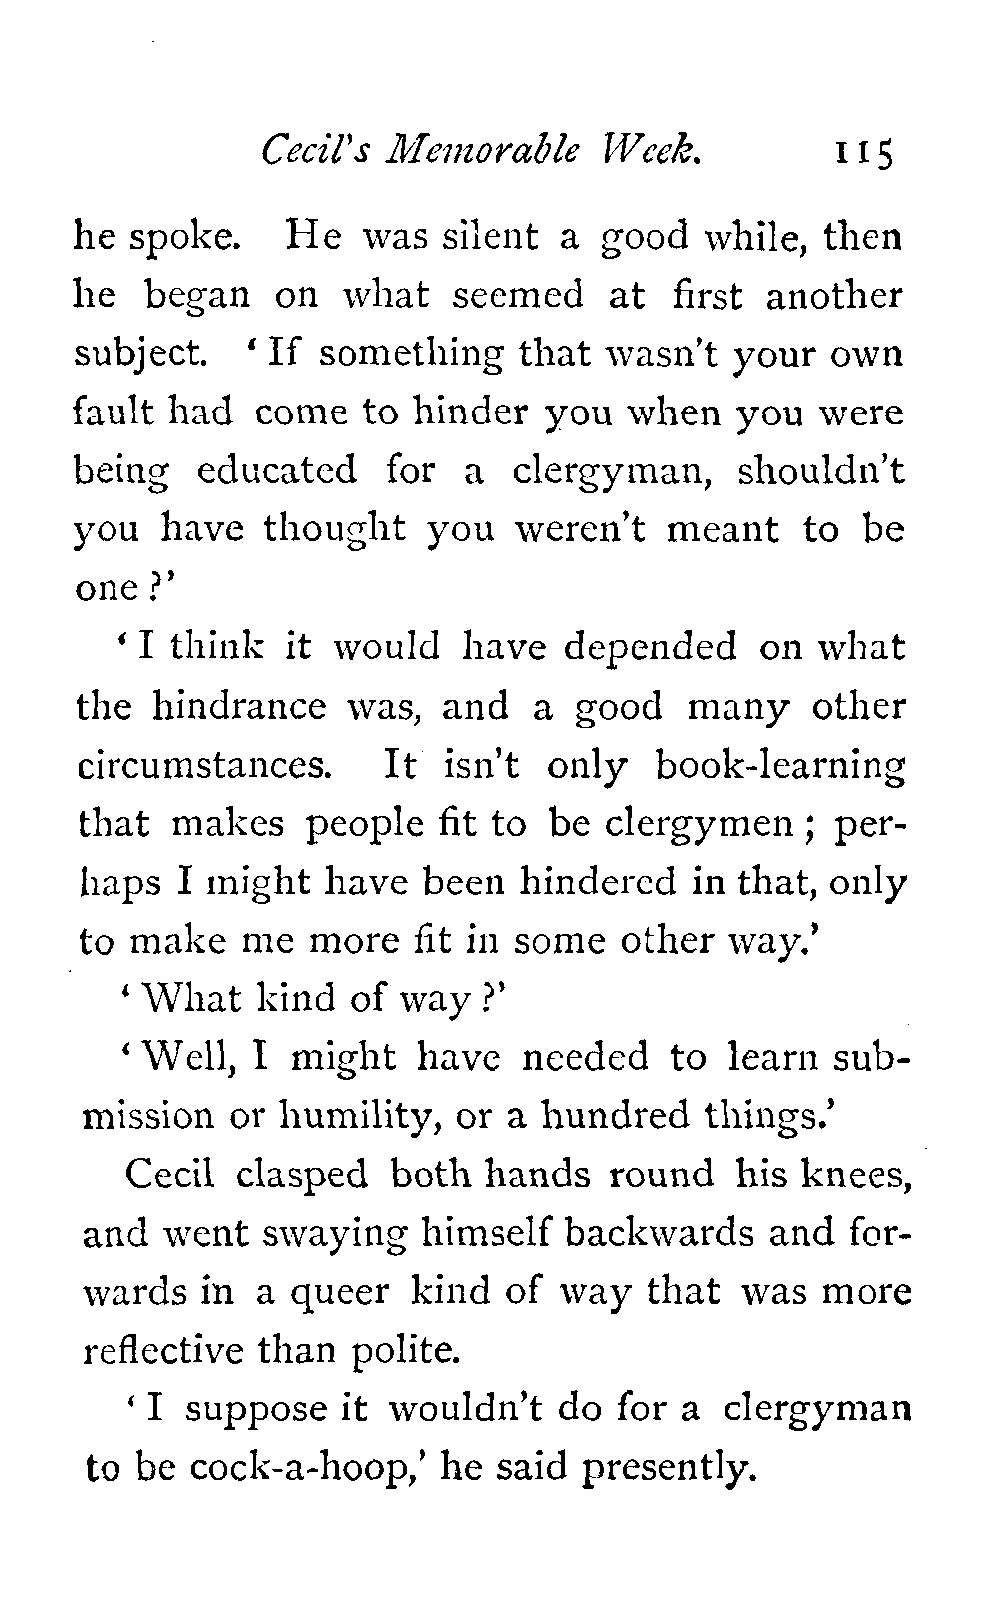 Cecil's Memorable Week. 115
he spoke. He was silent a good while, then
he began on what seemed at first another
subject. ‘ If something that wasn't your own
fault had come to hinder you when you were
being educated for a clergyman, shouldn't
you have thought you weren't meant to be
one ?’
‘ I think it would have depended on what
the hindrance was, and a good many other
circumstances. It isn't only book-learning
that makes people fit to be clergymen ; per-
haps I might have been hindered in that, only
to make me more fit in some other way.’
‘ What kind of way ?’
‘ Well, I might have needed to learn sub-
mission or humility, or a hundred things.’
Cecil clasped both hands round his knees,
and went swaying himself backwards and for-
wards in a queer kind of way that was more
reflective than polite.
‘ I suppose it wouldn't do for a clergyman
to be cock-a-hoop,’ he said presently.